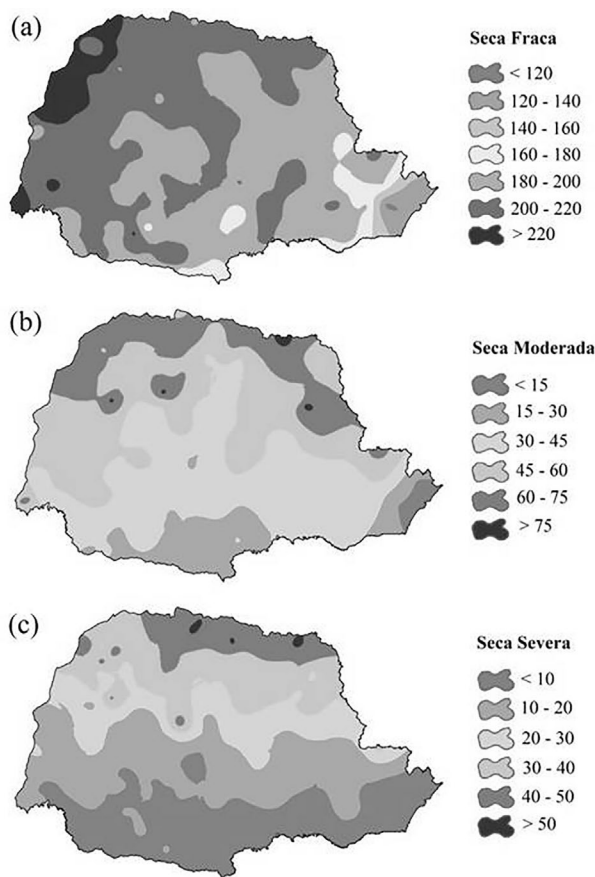 (a)
Seca Fraca
< 120
120 - 140
140 - 160
160 - 180
180 - 200
200 - 220
> 220
(b)
Seca Moderada
< 15
15 - 30
30 - 45
45 - 60
60 - 75
> 75
(c)
Seca Severa
< 10
10 - 20
20 - 30
30 - 40
40 - 50
> 50